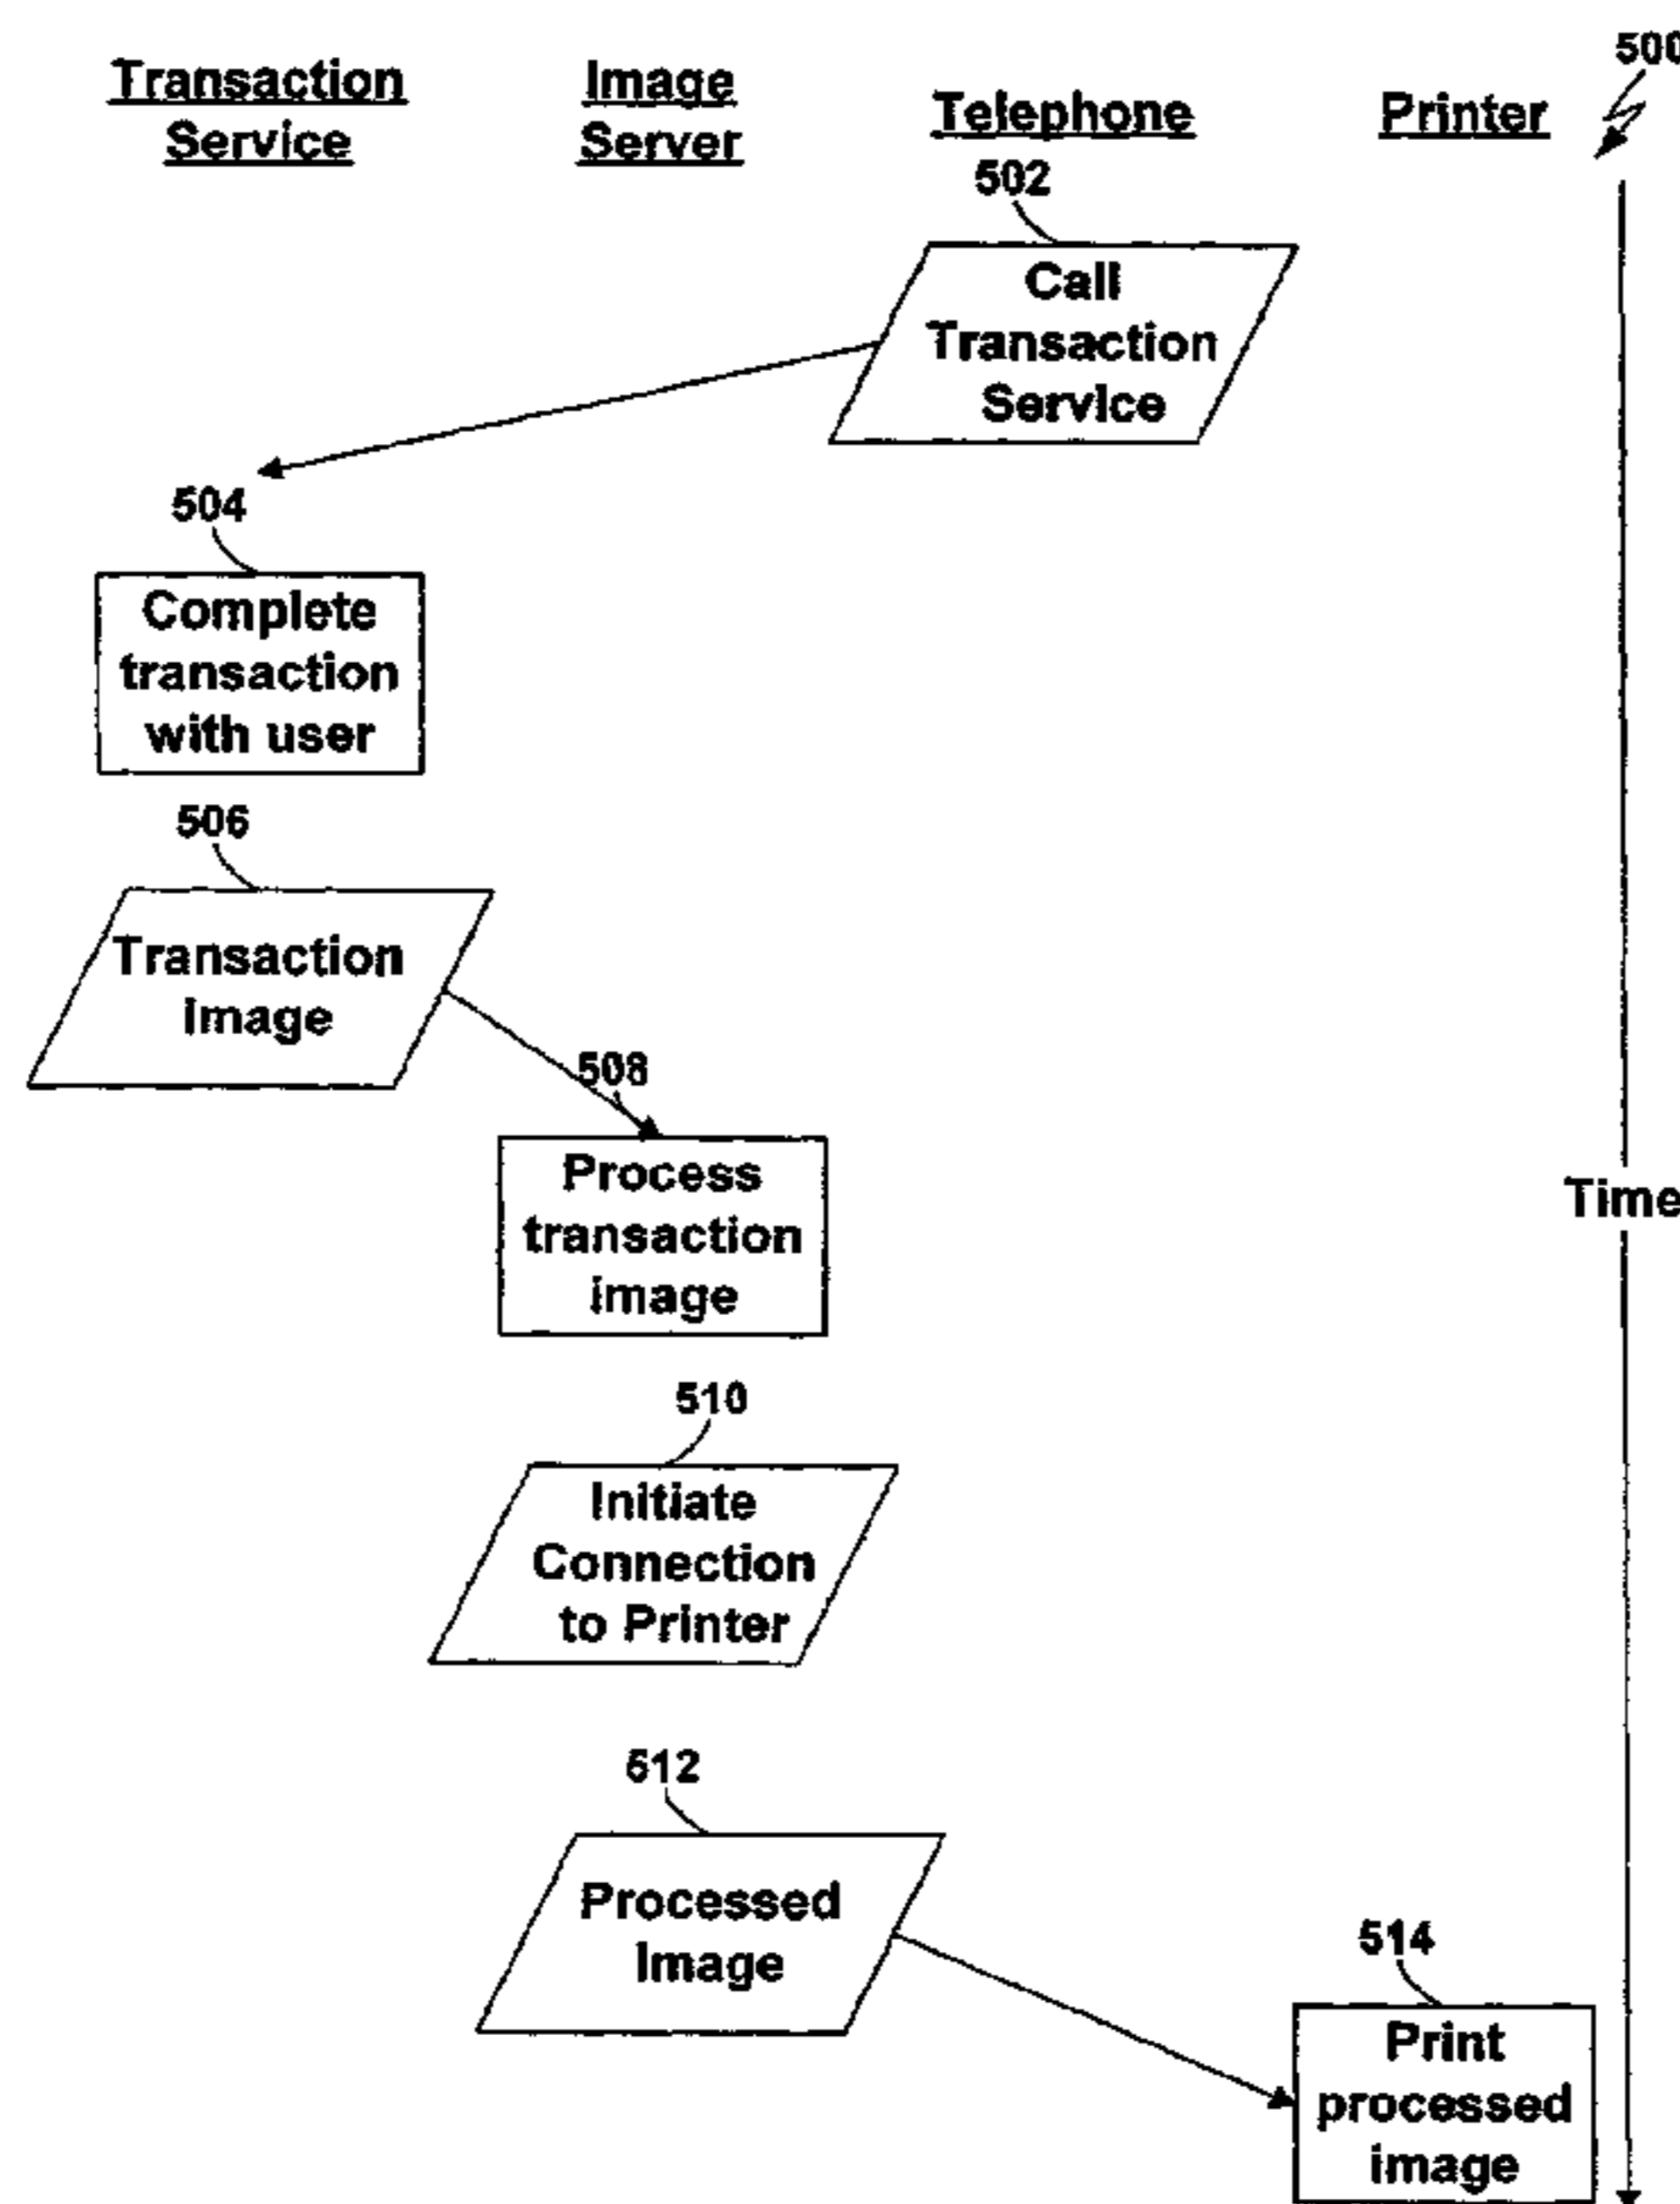 Transaction
Service
Image
Server
Telephone
Printer
500
502
Call
Transaction
Service
504
Complete
transaction
with user
506
Transaction
Image
508
Process
transaction
image
Time
510
Initiate
Connection
to Printer
512
Processed
Image
514
Print
processed
image